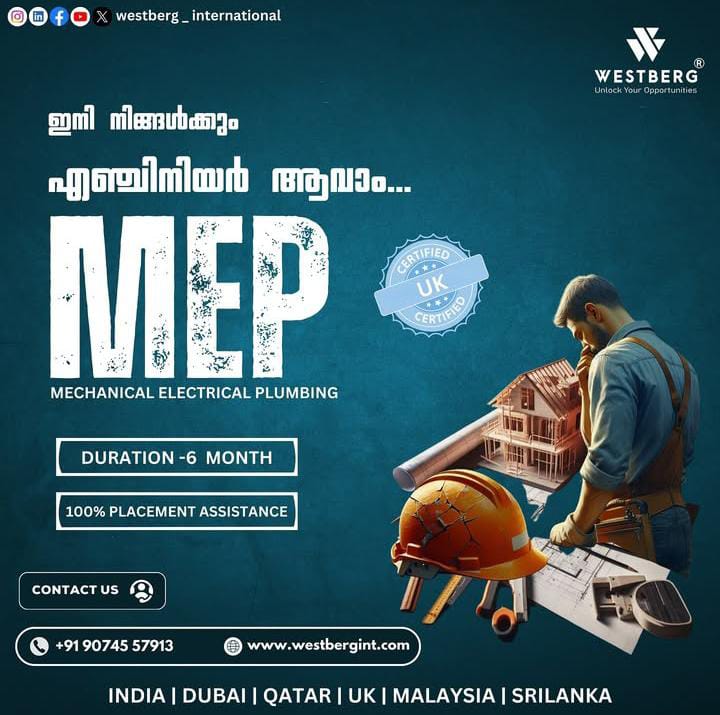 westberg _ international
WESTBERG®
Unlock Your Opportunities
ഇനി നിങ്ങൾക്കും
എഞ്ചിനിയർ ആവാം...
MEP
MECHANICAL ELECTRICAL PLUMBING
CERTIFIED
UK
CERTIFIED
DURATION -6 MONTH
100% PLACEMENT ASSISTANCE
CONTACT US
+91 90745 57913 www.westbergint.com
INDIA | DUBAI | QATAR | UK | MALAYSIA | SRILANKA